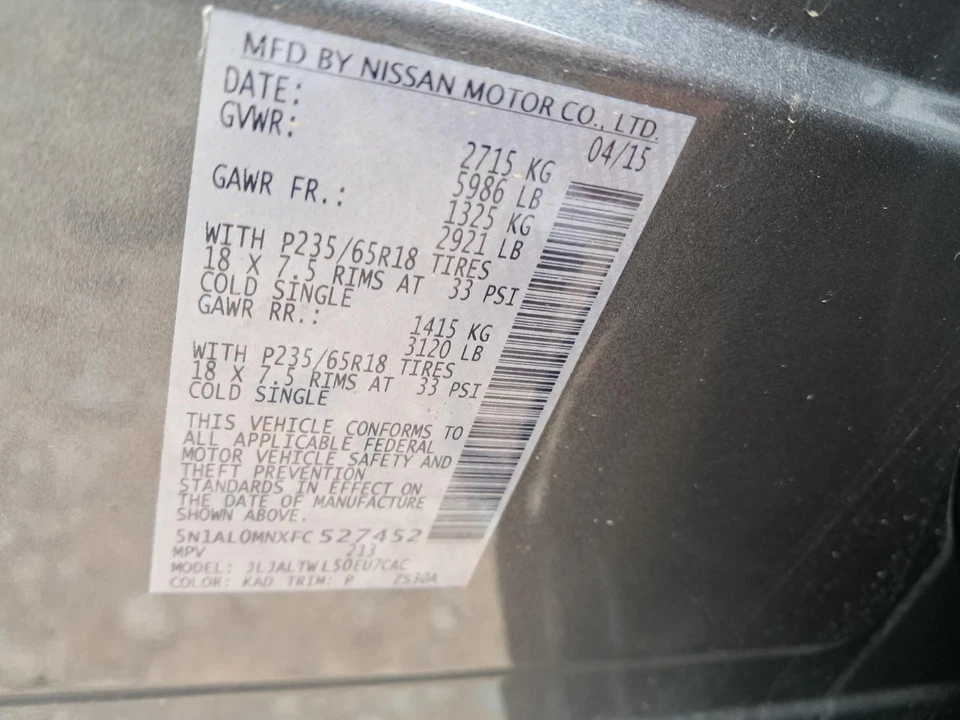 MFD BY NISSAN MOTOR CO., LTD.
DATE: 04/15
GVWR: 2715 KG
5986 LB
GAWR FR.: 1325 KG
2921 LB
WITH P235/65R18 TIRES
18 X 7.5 RIMS AT 33 PSI
COLD SINGLE
GAWR RR.: 1415 KG
3120 LB
WITH P235/65R18 TIRES
18 X 7.5 RIMS AT 33 PSI
COLD SINGLE
THIS VEHICLE CONFORMS TO
ALL APPLICABLE FEDERAL
MOTOR VEHICLE SAFETY AND
THEFT PREVENTION
STANDARDS IN EFFECT ON
THE DATE OF MANUFACTURE
SHOWN ABOVE.
5N1AL0MNXFC527452
MPV 213
MODEL: JLJALTWL50EU7CAC
COLOR: KAD TRIM: P ZS30A